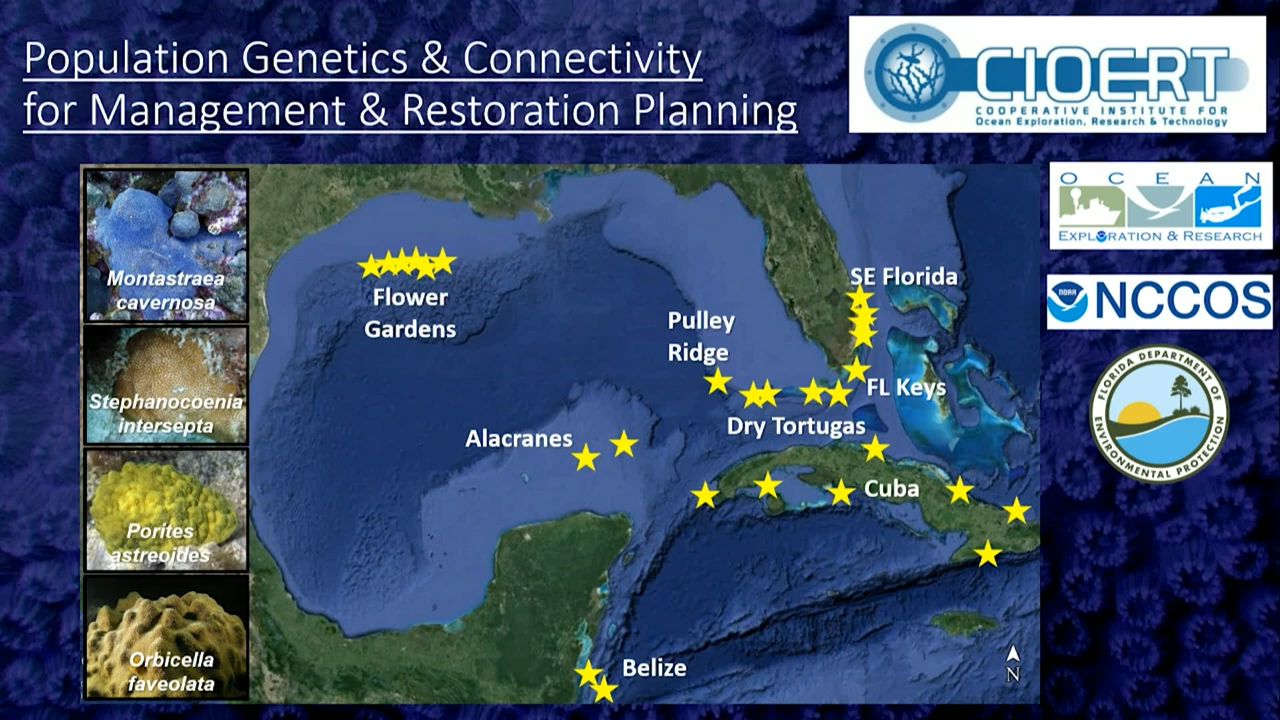 Population Genetics & Connectivity
for Management & Restoration Planning
CIOERT
COOPERATIVE INSTITUTE FOR
Ocean Exploration, Research & Technology
OCEAN
EXPLORATION & RESEARCH
NOAA
NCCOS
FLORIDA DEPARTMENT OF
ENVIRONMENTAL PROTECTION
Montastraea
cavernosa
Stephanocoenia
intersepta
Porites
astreoides
Orbicella
faveolata
Flower
Gardens
SE Florida
Pulley
Ridge
FL Keys
Dry Tortugas
Alacranes
Cuba
Belize
N